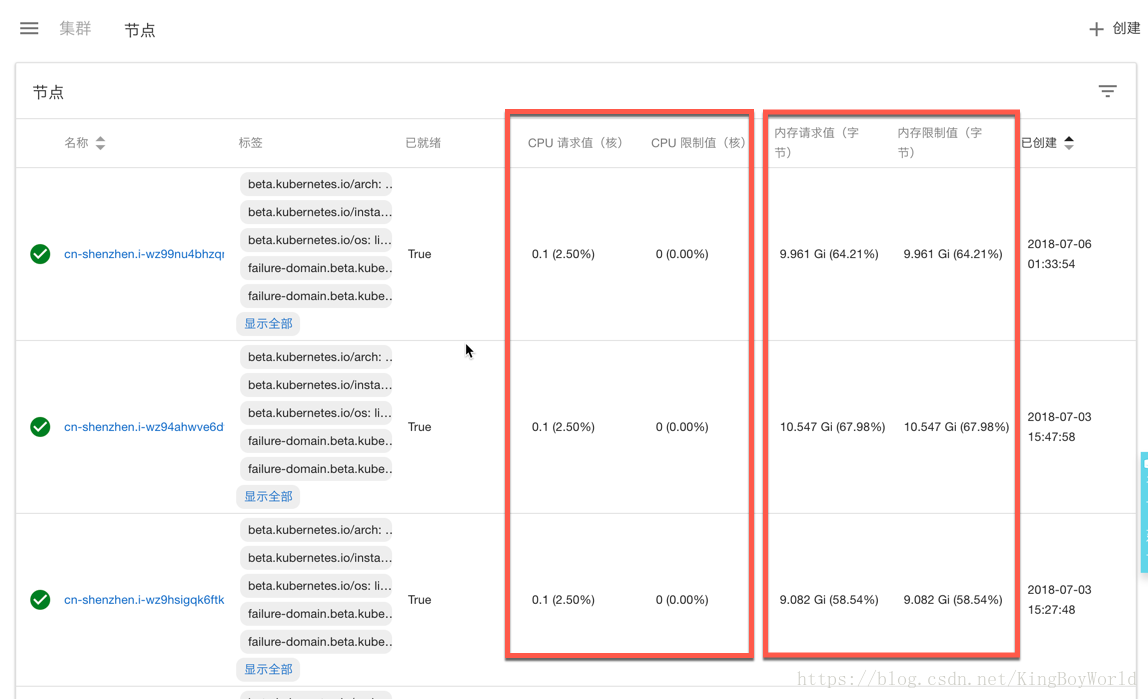 集群 节点 创建
节点
名称 标签 已就绪 CPU 请求值（核） CPU 限制值（核） 内存请求值（字节） 内存限制值（字节） 已创建
beta.kubernetes.io/arch: ..
beta.kubernetes.io/insta...
beta.kubernetes.io/os: li...
cn-shenzhen.i-wz99nu4bhzq True 0.1 (2.50%) 0 (0.00%) 9.961 Gi (64.21%) 9.961 Gi (64.21%) 2018-07-06 01:33:54
failure-domain.beta.kube..
failure-domain.beta.kube..
显示全部
beta.kubernetes.io/arch: ..
beta.kubernetes.io/insta...
beta.kubernetes.io/os: li...
cn-shenzhen.i-wz94ahwve6d True 0.1 (2.50%) 0 (0.00%) 10.547 Gi (67.98%) 10.547 Gi (67.98%) 2018-07-03 15:47:58
failure-domain.beta.kube..
failure-domain.beta.kube..
显示全部
beta.kubernetes.io/arch: ..
beta.kubernetes.io/insta...
beta.kubernetes.io/os: li...
cn-shenzhen.i-wz9hsigqk6ftk True 0.1 (2.50%) 0 (0.00%) 9.082 Gi (58.54%) 9.082 Gi (58.54%) 2018-07-03 15:27:48
failure-domain.beta.kube..
failure-domain.beta.kube..
显示全部
https://blog.csdn.net/KingBoyWorld